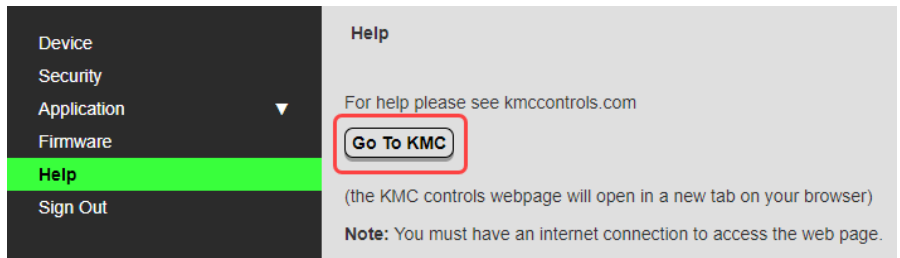 Device
Security
Application ▼
Firmware
Help
Sign Out
Help
For help please see kmccontrols.com
Go To KMC
(the KMC controls webpage will open in a new tab on your browser)
Note: You must have an internet connection to access the web page.